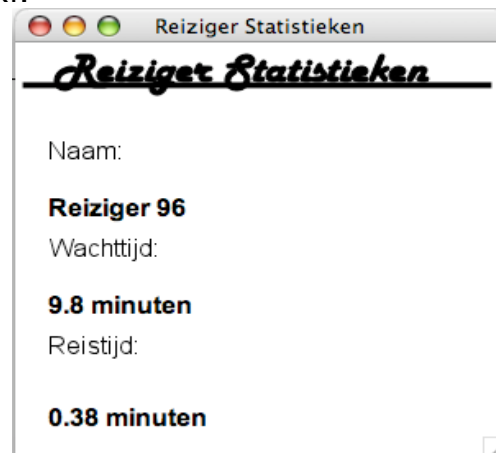 Reiziger Statistieken
Reiziger Statistieken
Naam:
Reiziger 96
Wachttijd:
9.8 minuten
Reistijd:
0.38 minuten